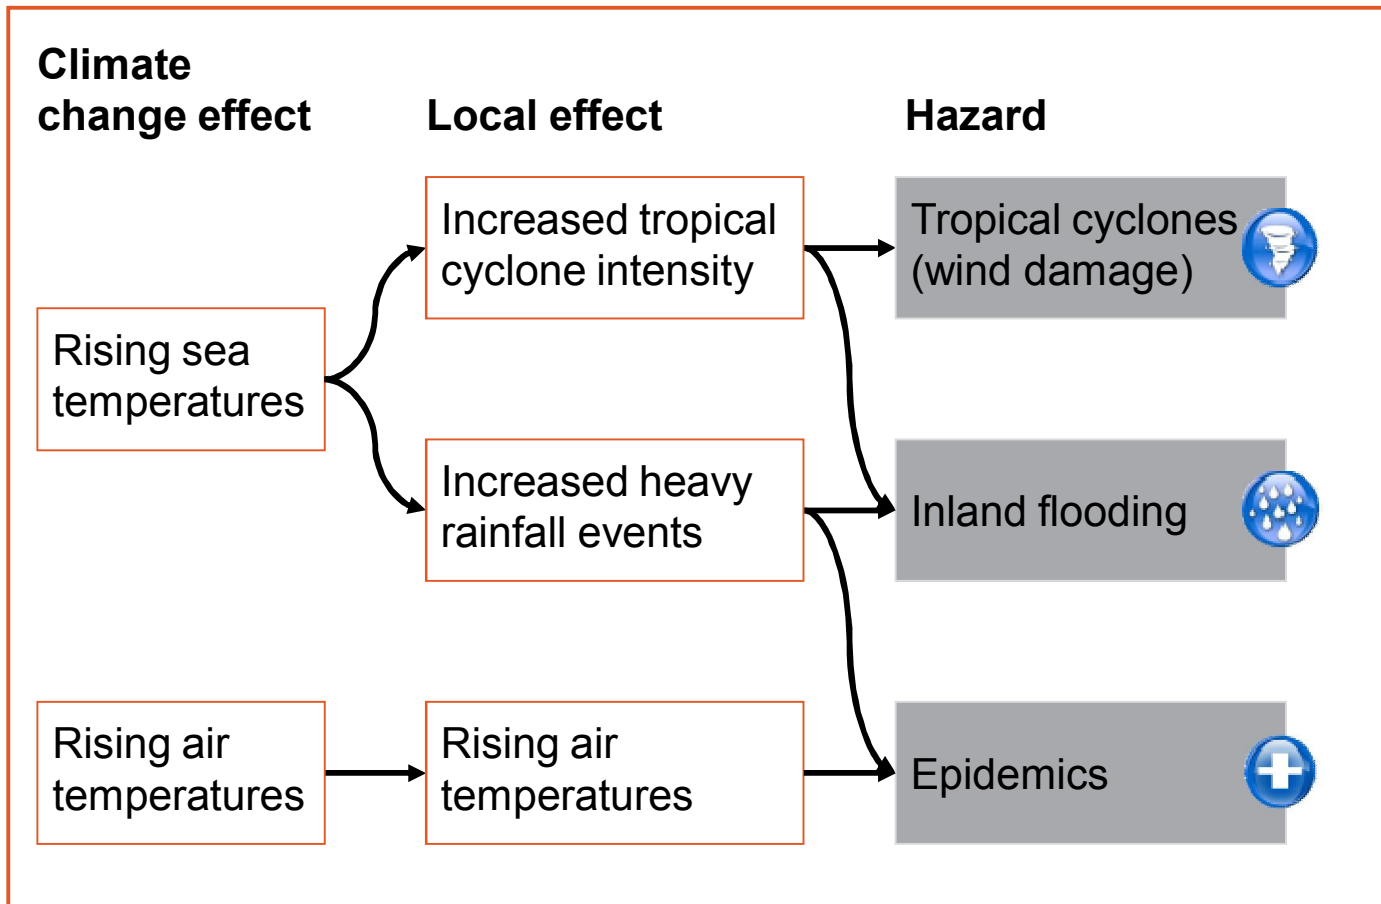 Climate
change effect
Local effect
Hazard
Increased tropical
cyclone intensity
Tropical cyclones
(wind damage)
Rising sea
temperatures
Increased heavy
rainfall events
Inland flooding
Rising air
temperatures
Rising air
temperatures
Epidemics